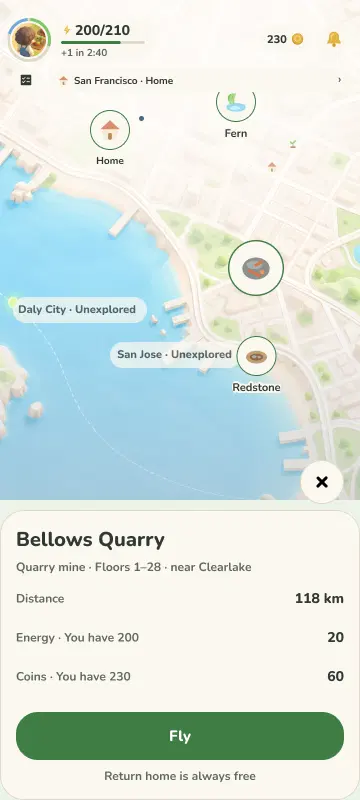 200/210
+1 in 2:40
230
San Francisco · Home ›
Fern
Home
Daly City · Unexplored
San Jose · Unexplored
Redstone
Bellows Quarry
Quarry mine · Floors 1–28 · near Clearlake
Distance 118 km
Energy · You have 200 20
Coins · You have 230 60
Fly
Return home is always free